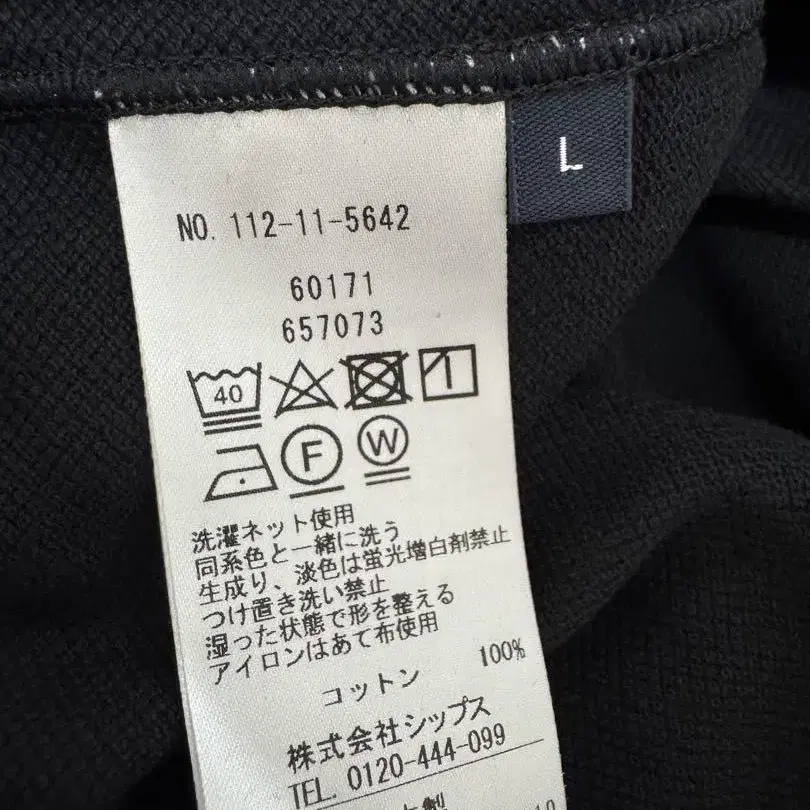 L
NO. 112-11-5642
60171
657073
40
F W
洗濯ネット使用
同系色と一緒に洗う
生成り、淡色は蛍光増白剤禁止
つけ置き洗い禁止
湿った状態で形を整える
アイロンはあて布使用
コットン 100%
株式会社シップス
TEL. 0120-444-099